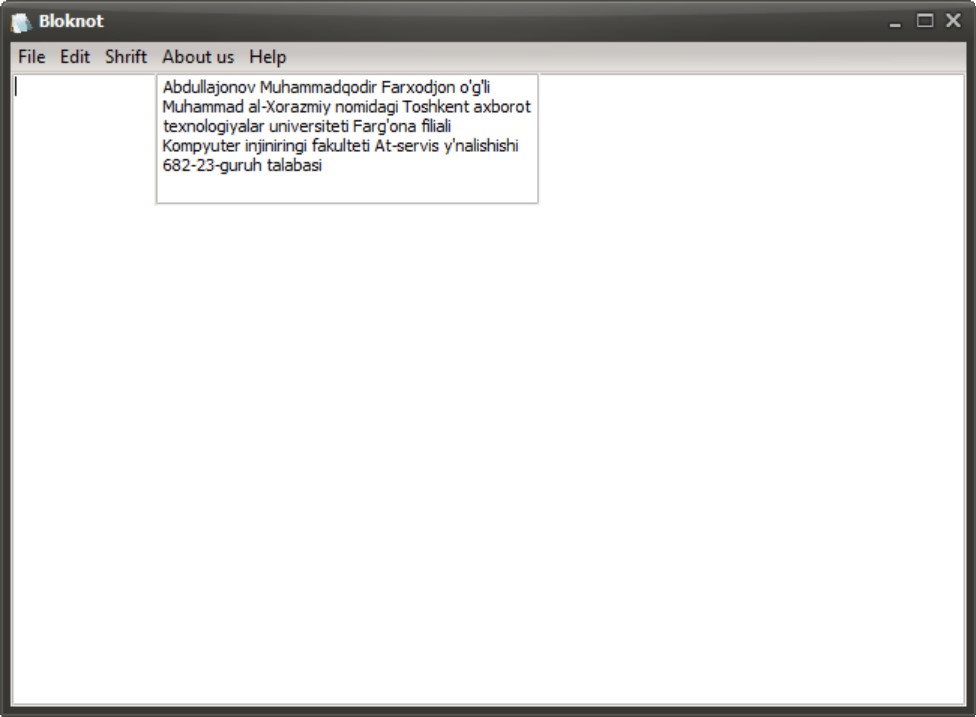 Bloknot
File Edit Shrift About us Help
Abdullajonov Muhammadqodir Farxodjon o'g'li
Muhammad al-Xorazmiy nomidagi Toshkent axborot
texnologiyalar universiteti Farg'ona filiali
Kompyuter injiniringi fakulteti At-servis y'nalishishi
682-23-guruh talabasi